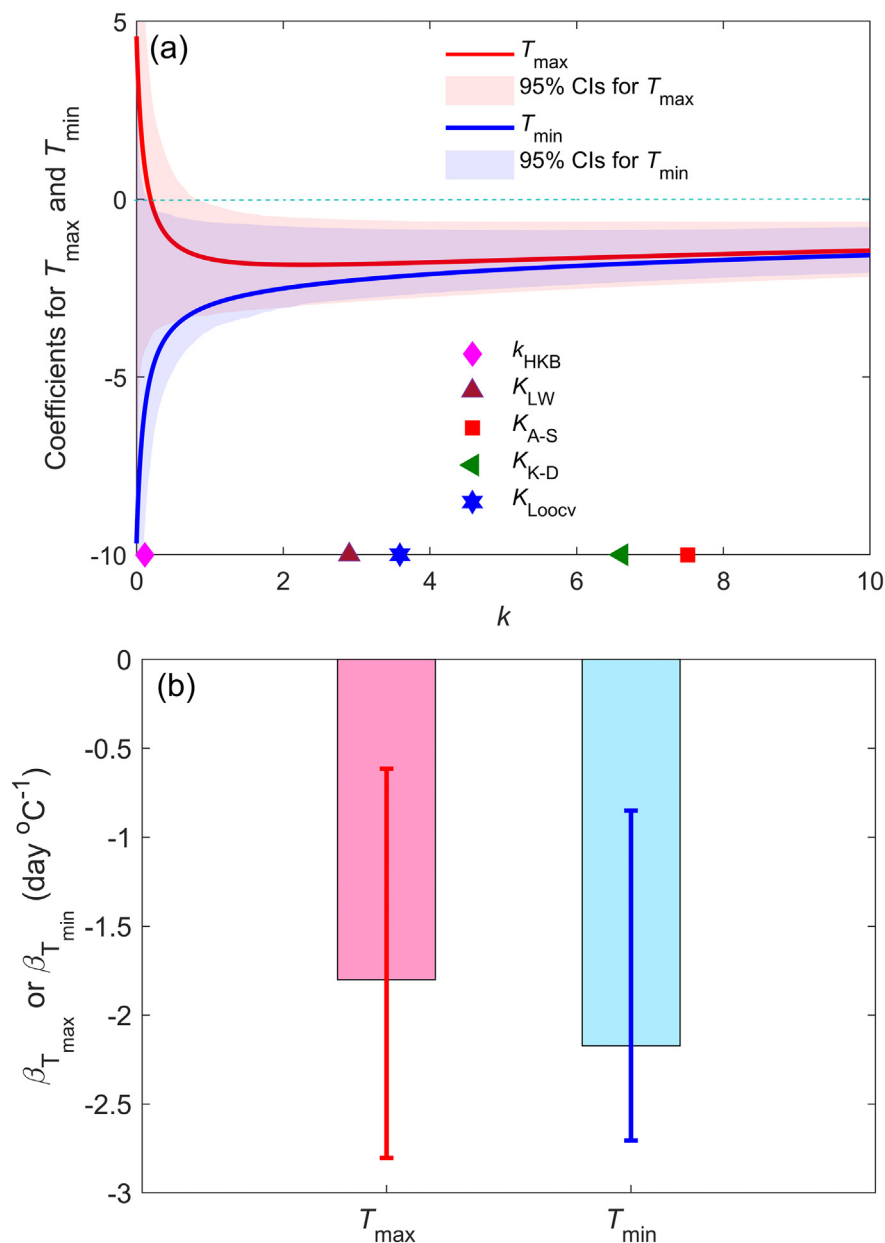 (a)
5
0
-5
-10
Coefficients for Tmax and Tmin
Tmax
95% CIs for Tmax
Tmin
95% CIs for Tmin
kHKB
KLW
KA-S
KK-D
KLoocv
0 2 4 6 8 10
k
(b)
0
-0.5
-1
-1.5
-2
-2.5
-3
βTmax or βTmin (day oC-1)
Tmax Tmin